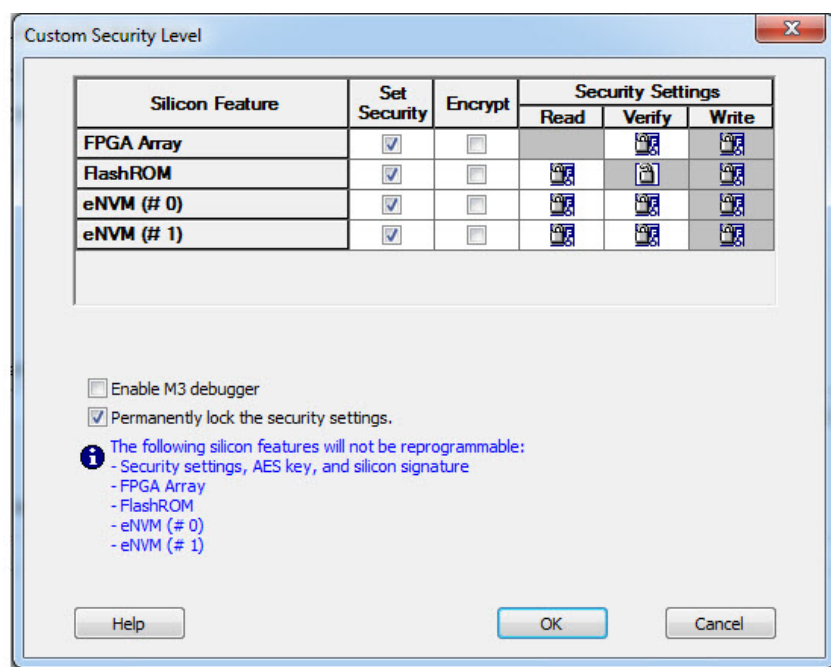 Custom Security Level
Silicon Feature
Set Security
Encrypt
Security Settings
Read
Verify
Write
FPGA Array
FlashROM
eNVM (# 0)
eNVM (# 1)
Enable M3 debugger
Permanently lock the security settings.
The following silicon features will not be reprogrammable:
- Security settings, AES key, and silicon signature
- FPGA Array
- FlashROM
- eNVM (# 0)
- eNVM (# 1)
Help
OK
Cancel